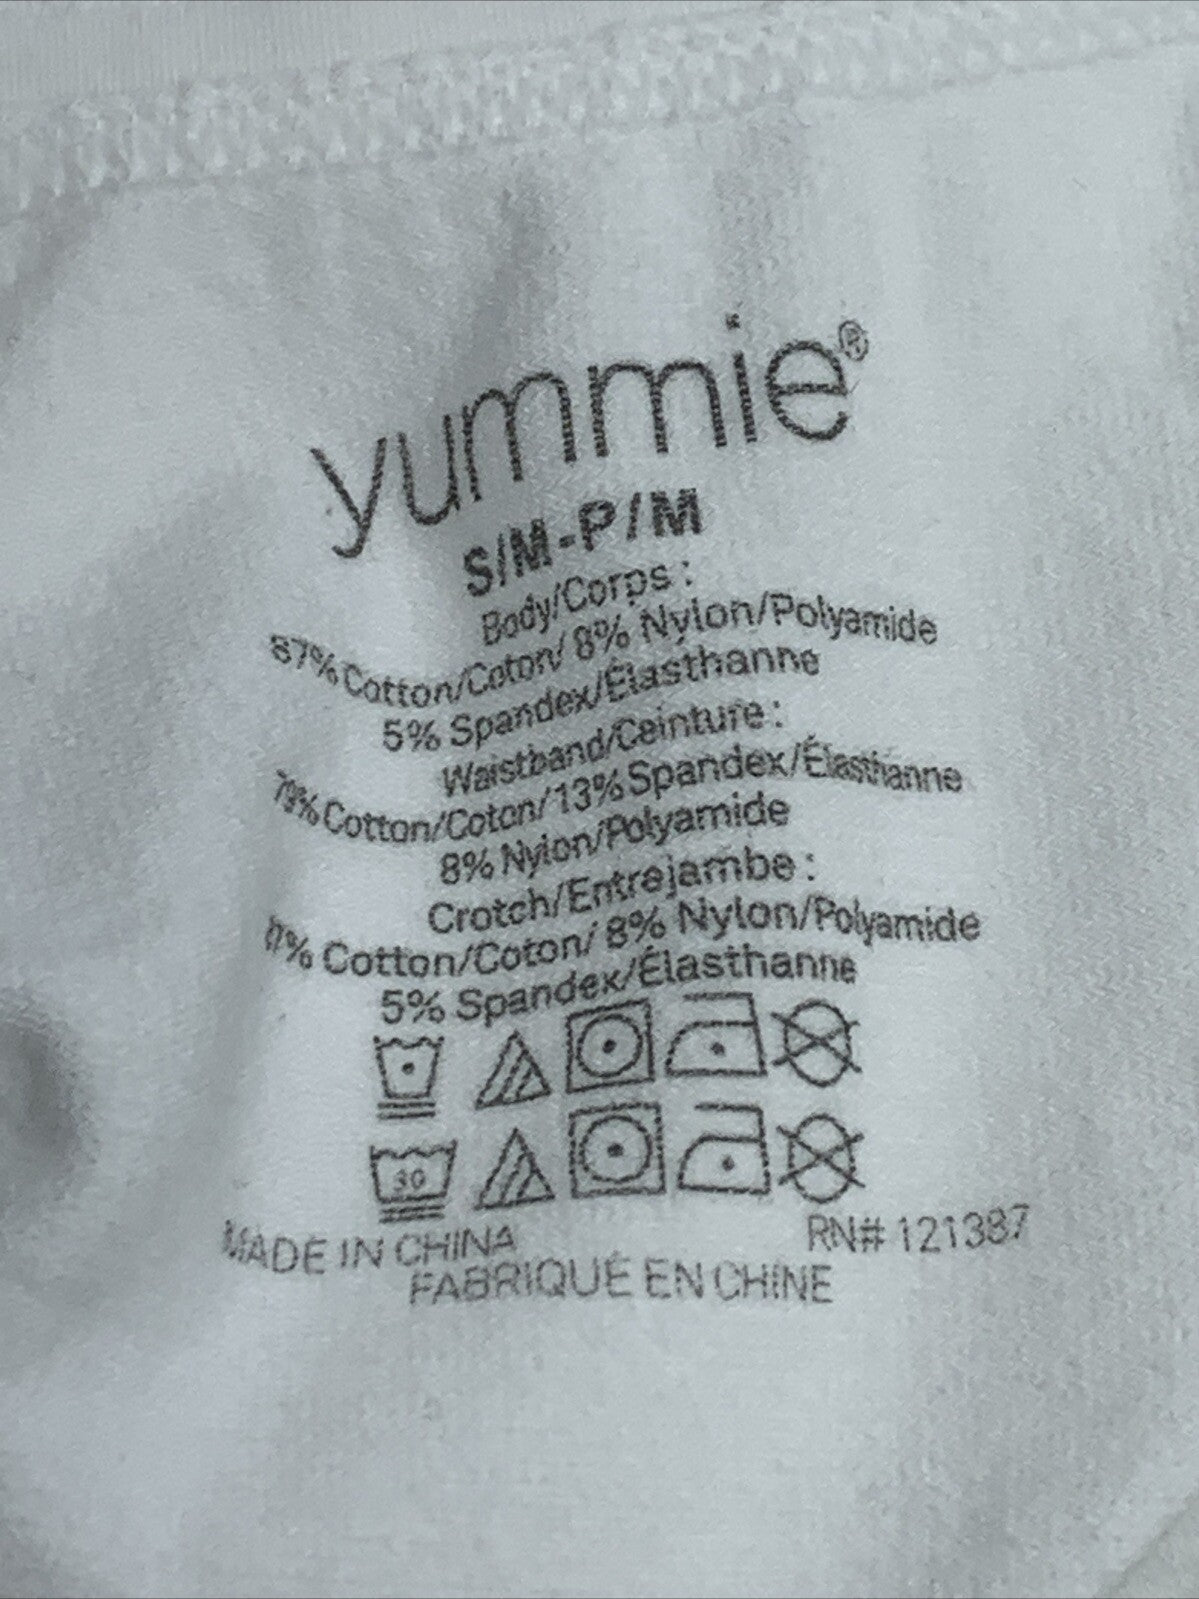 yummie®
S/M-P/M
Body/Corps :
87% Cotton/Coton/ 8% Nylon/Polyamide
5% Spandex/Élasthanne
Waistband/Ceinture :
79% Cotton/Coton/13% Spandex/Élasthanne
8% Nylon/Polyamide
Crotch/Entrejambe :
Cotton/Coton/ 8% Nylon/Polyamide
5% Spandex/Élasthanne
30
MADE IN CHINA RN# 121387
FABRIQUÉ EN CHINE